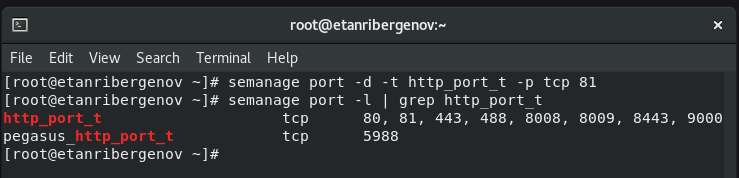 root@etanribergenov:~
File Edit View Search Terminal Help
[root@etanribergenov ~]# semanage port -d -t http_port_t -p tcp 81
[root@etanribergenov ~]# semanage port -l | grep http_port_t
http_port_t                    tcp      80, 81, 443, 488, 8008, 8009, 8443, 9000
pegasus_http_port_t            tcp      5988
[root@etanribergenov ~]#